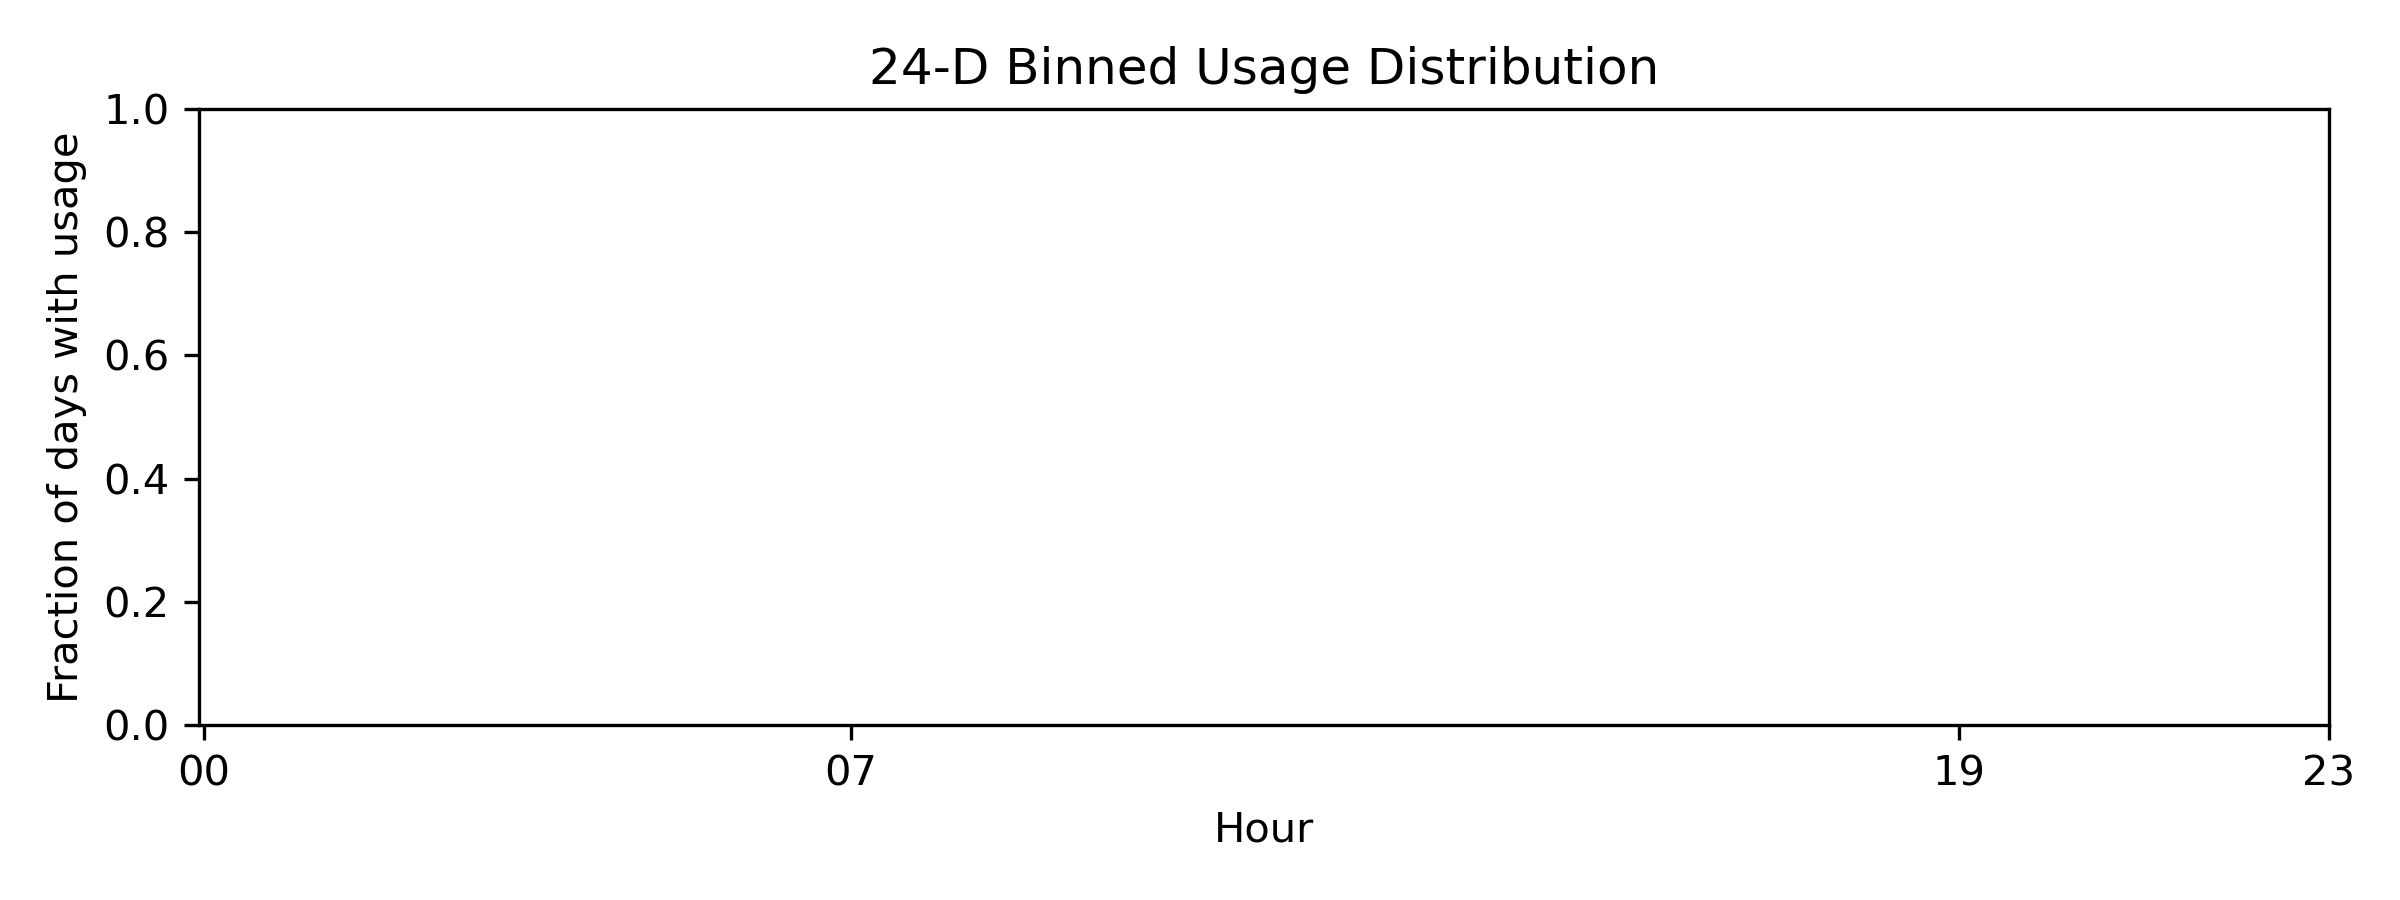 24-D Binned Usage Distribution
Fraction of days with usage
1.0
0.8
0.6
0.4
0.2
0.0
00 07 19 23
Hour